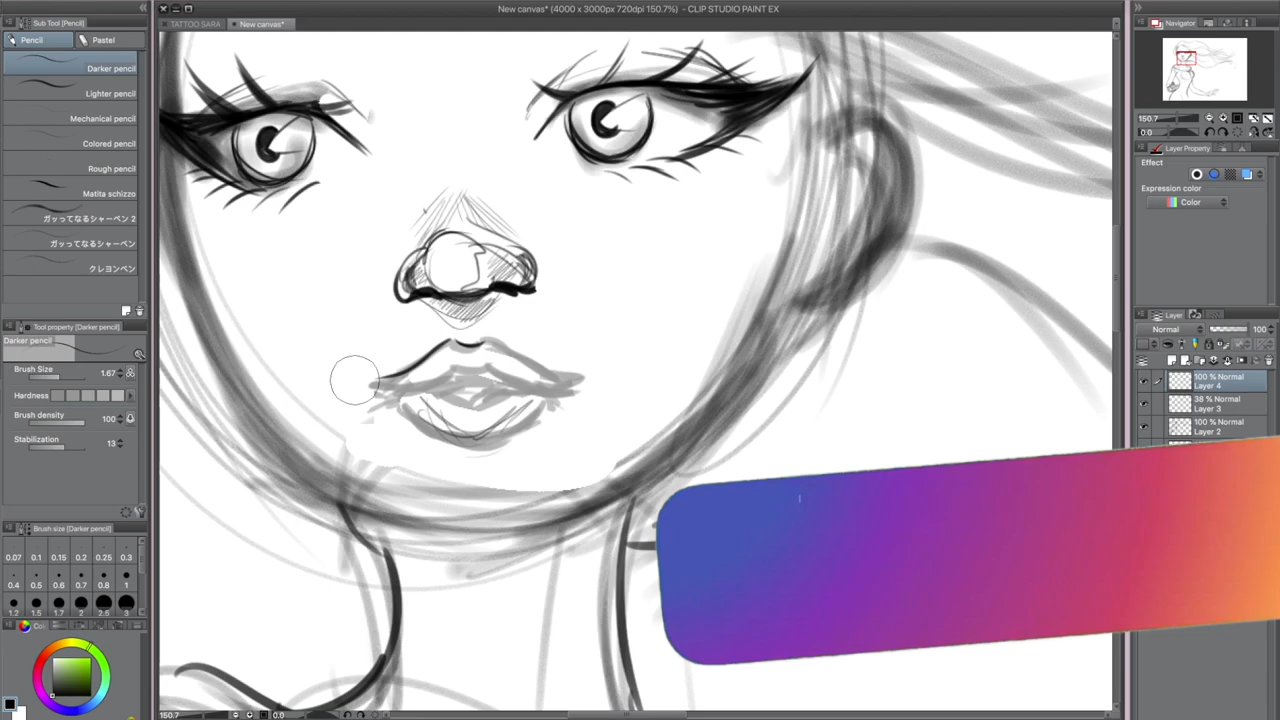 New canvas* (4000 x 3000px 720dpi 150.7%) - CLIP STUDIO PAINT EX
TATTOO SARA
New canvas*
Sub Tool [Pencil]
Pencil
Pastel
Darker pencil
Lighter pencil
Mechanical pencil
Colored pencil
Rough pencil
Matita schizzo
ガッってなるシャーペン 2
ガッってなるシャーペン
クレヨンペン
Tool property [Darker pencil]
Darker pencil
Brush Size 1.67
Hardness
Brush density 100
Stabilization 13
Brush size [Darker pencil]
0.07 0.1 0.15 0.2 0.25 0.3
0.4 0.5 0.6 0.7 0.8 1
1.2 1.5 1.7 2 2.5 3
Co
150.7 0.0
Navigator
150.7
0.0
Layer Property
Effect
Expression color
Color
Layer
Normal 100
100 % Normal
Layer 4
38 % Normal
Layer 3
100 % Normal
Layer 2